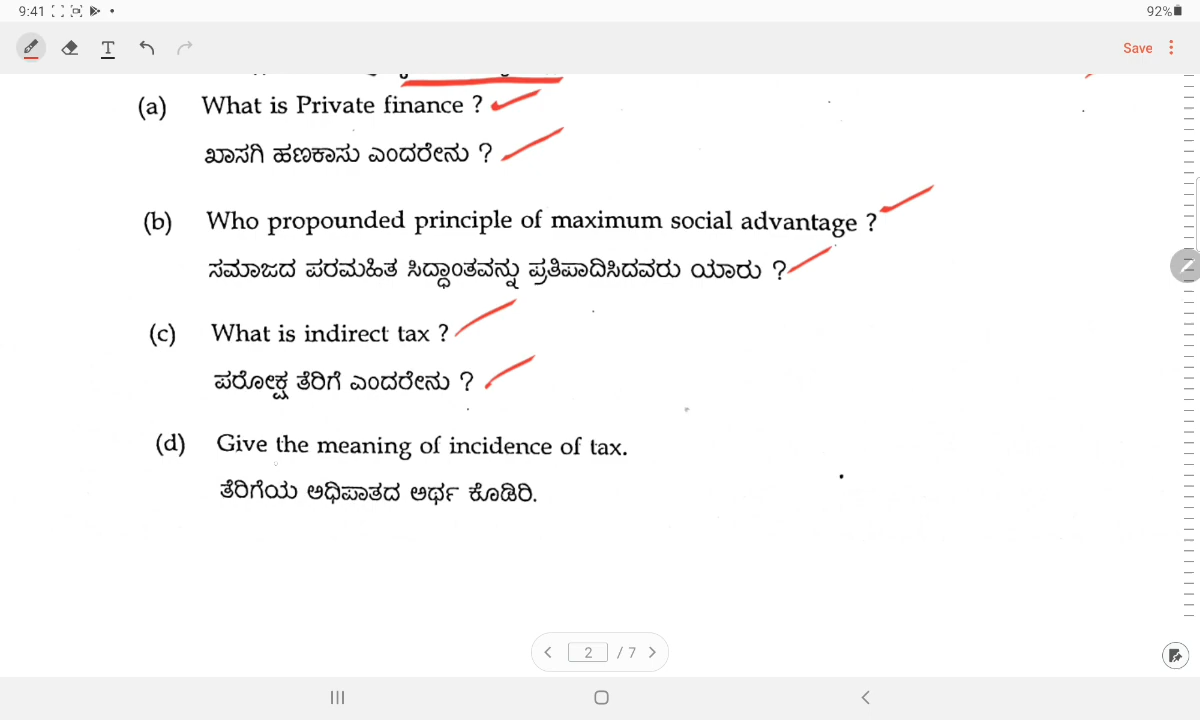 9:41
92%
T
Save
(a) What is Private finance ?
ಖಾಸಗಿ ಹಣಕಾಸು ಎಂದರೇನು ?
(b) Who propounded principle of maximum social advantage ?
ಸಮಾಜದ ಪರಮಹಿತ ಸಿದ್ಧಾಂತವನ್ನು ಪ್ರತಿಪಾದಿಸಿದವರು ಯಾರು ?
(c) What is indirect tax ?
ಪರೋಕ್ಷ ತೆರಿಗೆ ಎಂದರೇನು ?
(d) Give the meaning of incidence of tax.
ತೆರಿಗೆಯ ಅಧಿಪಾತದ ಅರ್ಥ ಕೊಡಿರಿ.
2 / 7